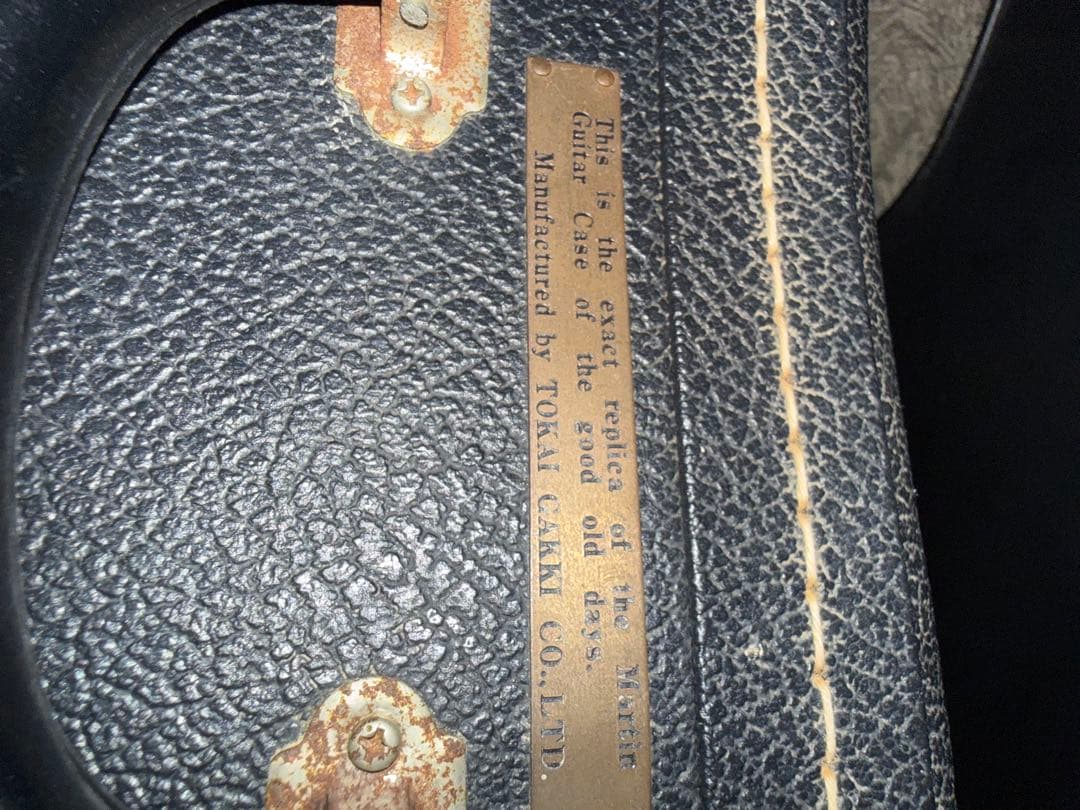 This is the exact replica of the Martin
Guitar Case of the good old days.
Manufactured by TOKAI GAKKI CO., LTD.